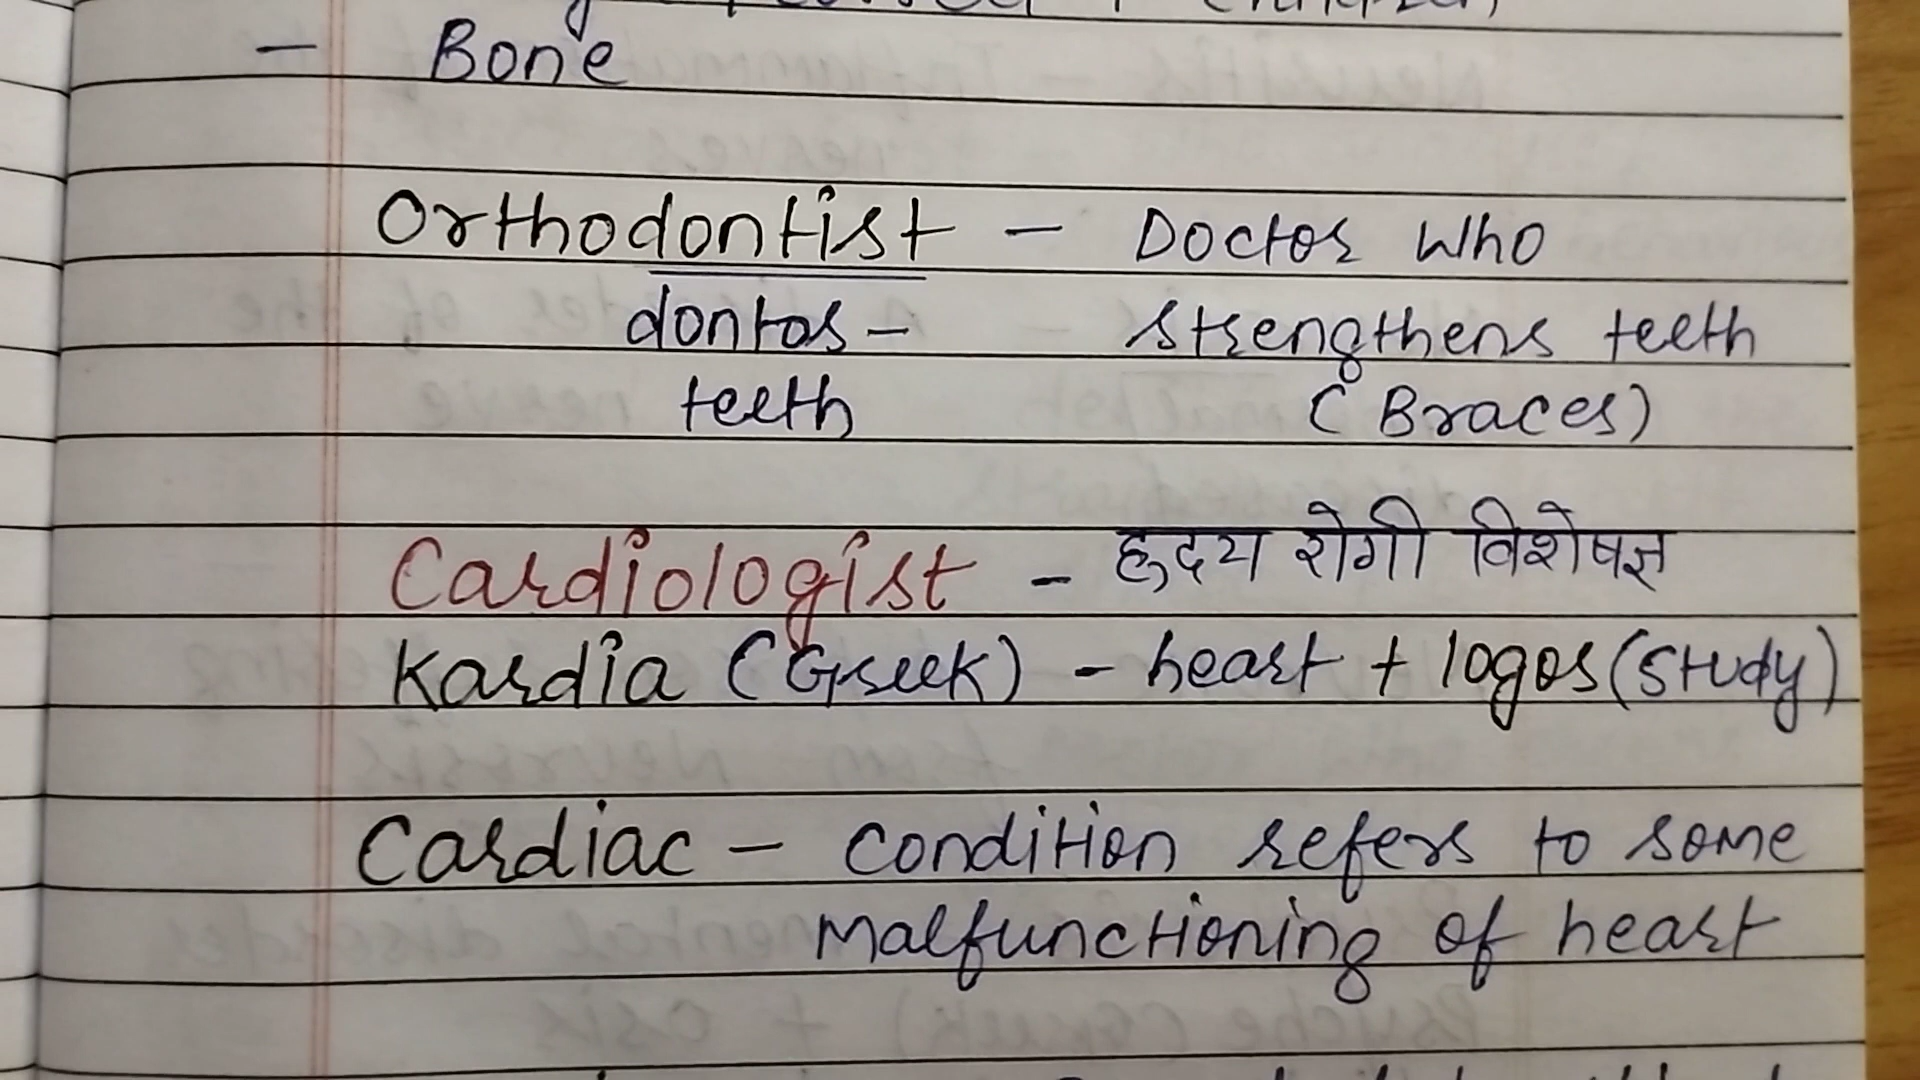 - Bone
Orthodontist - Doctor who
dontos - strengthens teeth
teeth (Braces)
Cardiologist - हृदय रोगी विशेषज्ञ
Kardia (Greek) - heart + logos (study)
Cardiac - condition refers to some
malfunctioning of heart